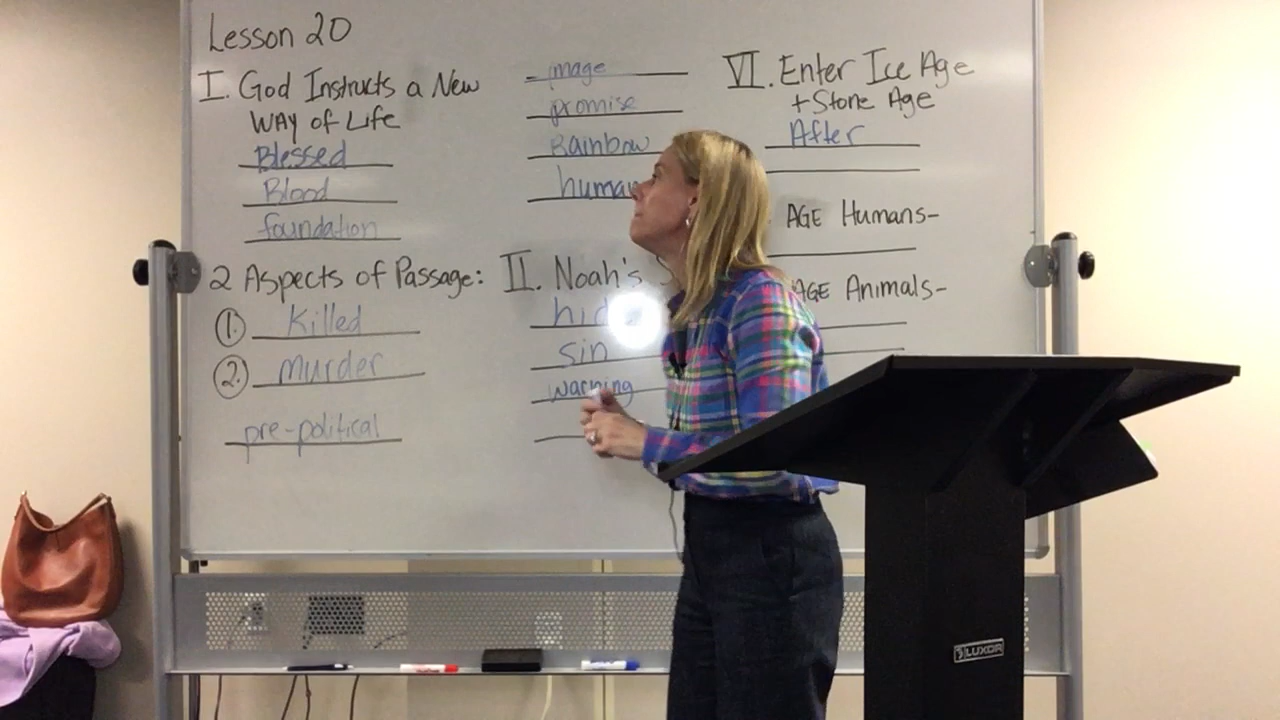 Lesson 20
I. God Instructs a New
WAY of Life
Blessed
Blood
foundation
2 Aspects of Passage:
1. Killed
2. Murder
pre-political
image
promise
Rainbow
human
II. Noah's
sin
warning
VI. Enter Ice Age
+ Stone Age
After
AGE Humans-
AGE Animals-
LUXOR